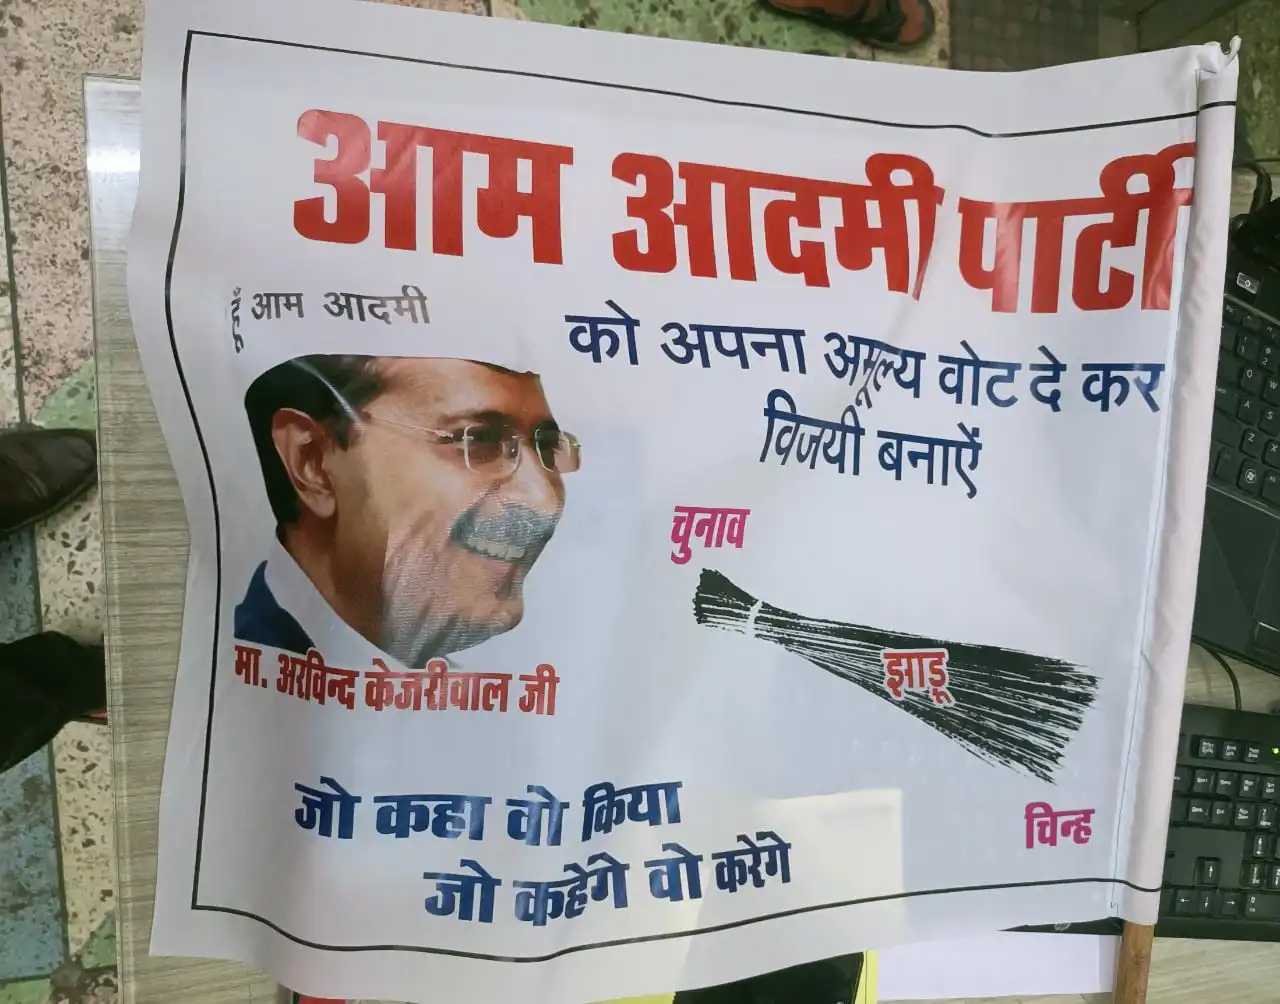 आम आदमी पार्टी
को अपना अमूल्य वोट दे कर
विजयी बनाऐं
आम आदमी
मा. अरविन्द केजरीवाल जी
चुनाव
झाडू
चिन्ह
जो कहा वो किया
जो कहेंगे वो करेंगे